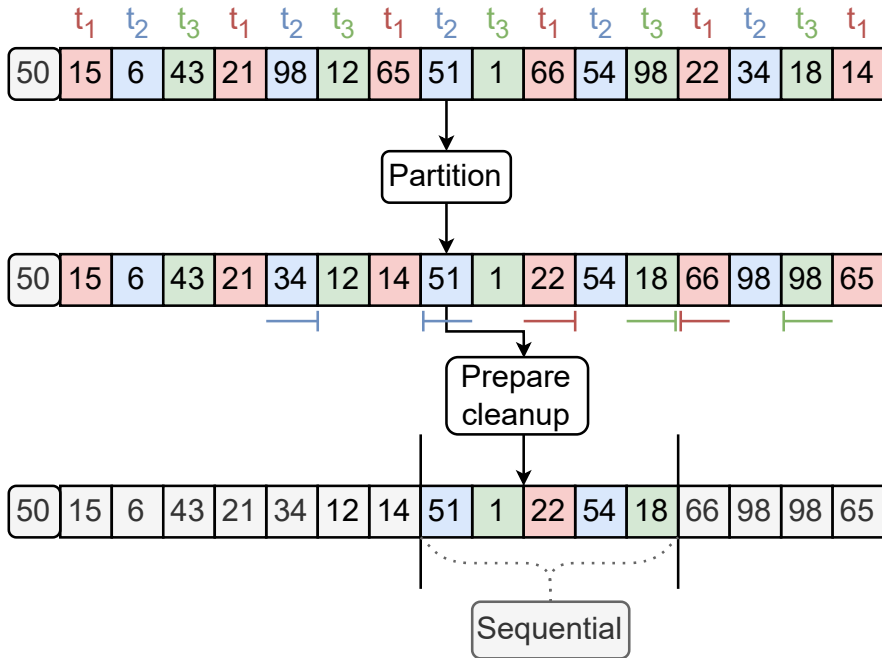 t1 t2 t3 t1 t2 t3 t1 t2 t3 t1 t2 t3 t1 t2 t3 t1
50 15 6 43 21 98 12 65 51 1 66 54 98 22 34 18 14
Partition
50 15 6 43 21 34 12 14 51 1 22 54 18 66 98 98 65
Prepare
cleanup
50 15 6 43 21 34 12 14 51 1 22 54 18 66 98 98 65
Sequential